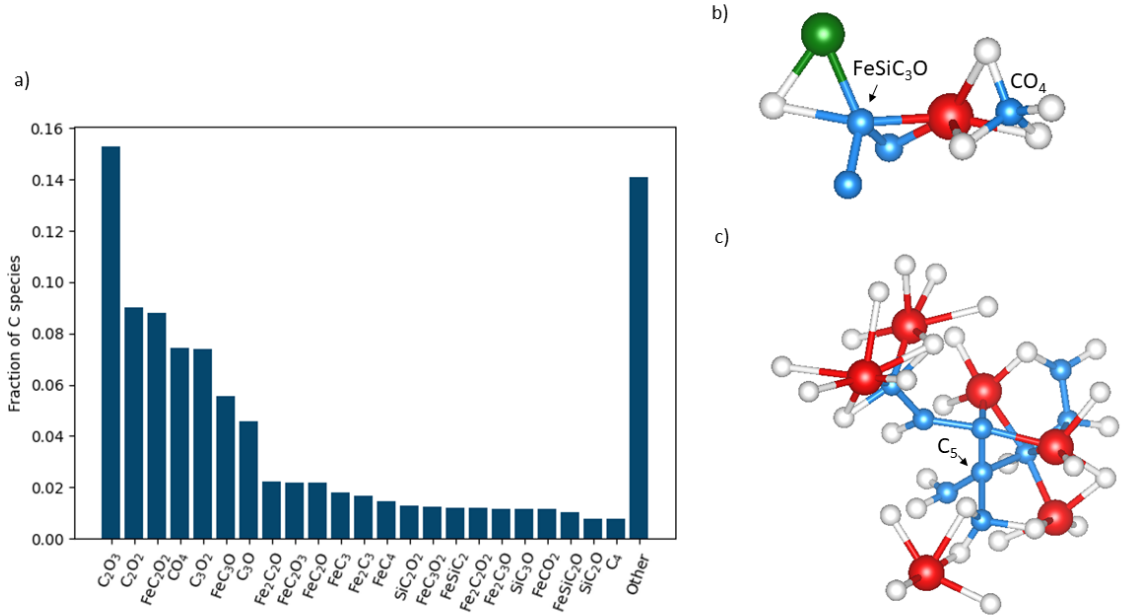 a)
0.16
0.14
0.12
0.10
0.08
0.06
0.04
0.02
0.00
Fraction of C species
C₂O₃
C₂O₂
FeC₂O₂
CO₄
C₃O₂
FeC₃O
C₃O
Fe₂C₂O
FeC₂O₃
FeC₂O
FeC₃
Fe₂C₃
FeC₄
SiC₂O₂
FeC₃O₂
FeSiC₂
Fe₂C₂O₂
Fe₂C₃O
SiC₃O
FeCO₂
FeSiC₂O
SiC₂O
C₄
Other
b)
FeSiC₃O
CO₄
c)
C₅